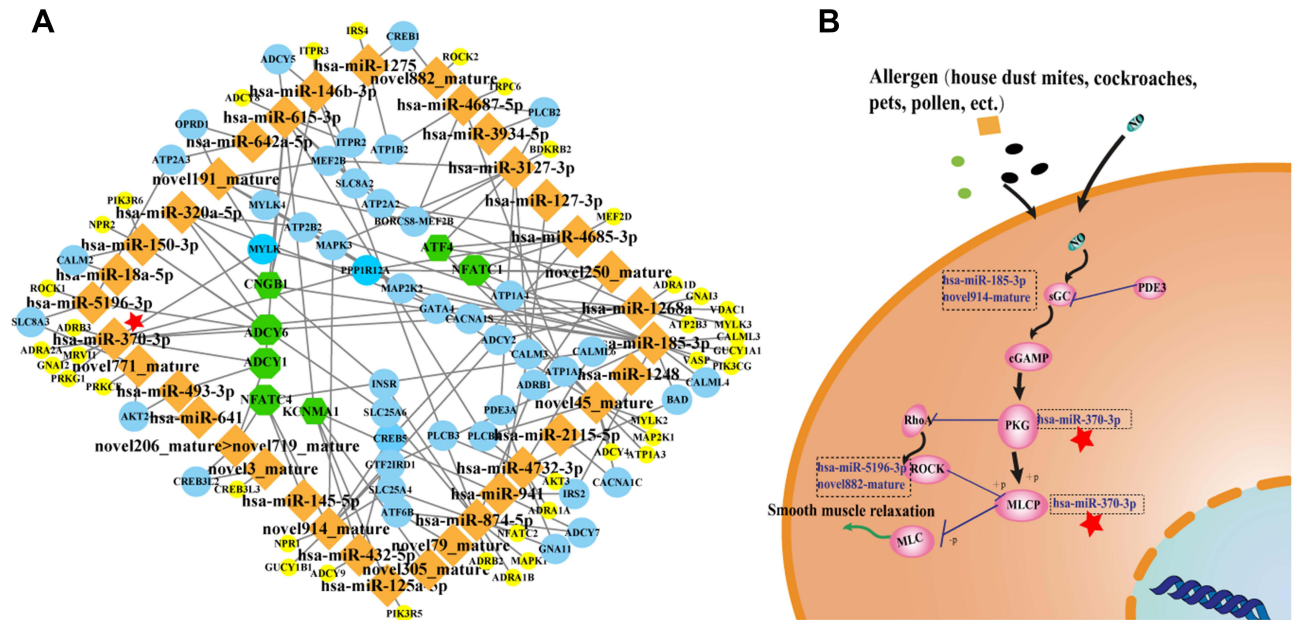 A
B
IRS4
CREB1
ITPR3
hsa-miR-1275
ROCK2
ADCY5
novel882_mature
hsa-miR-146b-3p
TRPC6
ADCY8
hsa-miR-4687-5p
hsa-miR-615-3p
PLCB2
OPRD1
hsa-miR-3934-5p
hsa-miR-642a-5p
ITPR2
ATP1B2
BDKRB2
ATP2A3
MEF2B
hsa-miR-3127-3p
novel191_mature
SLC8A2
PIK3R6
hsa-miR-127-3p
MYLK4
ATP2A2
hsa-miR-320a-5p
BORCS8-MEF2B
MEF2D
NPR2
ATP2B2
hsa-miR-4685-3p
hsa-miR-150-3p
MAPK3
MYLK
ATF4
CALM2
PPP1R12A
NFATC1
novel250_mature
hsa-miR-18a-5p
CNGB1
MAP2K2
ADRA1D
ROCK1
ATP1A4
GNAI3
hsa-miR-5196-3p
GATA4
hsa-miR-1268a
VDAC1
SLC8A3
CACNA1S
ATP2B3
MYLK3
ADRB3
ADCY6
CALML3
hsa-miR-370-3p
ADCY2
a-miR-185-3p
ADRA2A
MRVI1
CALM3
CALML6
GUCY1A1
GNAI2
novel771_mature
ADCY1
VASP
PIK3CG
PRKG1
ATP1A1
hsa-miR-1248
PRKCE
INSR
ADRB1
CALML4
hsa-miR-493-3p
NFATC4
novel45_mature
BAD
AKT2
hsa-miR-641
KCNMA1
SLC25A6
PDE3A
MYLK2
CREB5
PLCB3
hsa-miR-2115-5p
MAP2K1
novel206_mature>novel719_mature
ADCY4
ATP1A3
GTF2IRD1
novel3_mature
hsa-miR-4732-3p
CREB3L2
CREB3L3
SLC25A4
AKT3
CACNA1C
hsa-miR-145-5p
hsa-miR-941
IRS2
ATF6B
ADRA1A
novel914_mature
hsa-miR-874-5p
NFATC2
ADCY7
NPR1
novel79_mature
GNA11
hsa-miR-432-5p
GUCY1B1
ADRB2
MAPK1
ADCY9
novel305_mature
ADRA1B
hsa-miR-125a-3p
PIK3R5
Allergen (house dust mites, cockroaches,
pets, pollen, ect.)
NO
NO
hsa-miR-185-3p
novel914-mature
sGC
PDE3
cGAMP
RhoA
PKG
hsa-miR-370-3p
hsa-miR-5196-3p
novel882-mature
ROCK
+p
+p
MLCP
hsa-miR-370-3p
Smooth muscle relaxation
MLC
-p